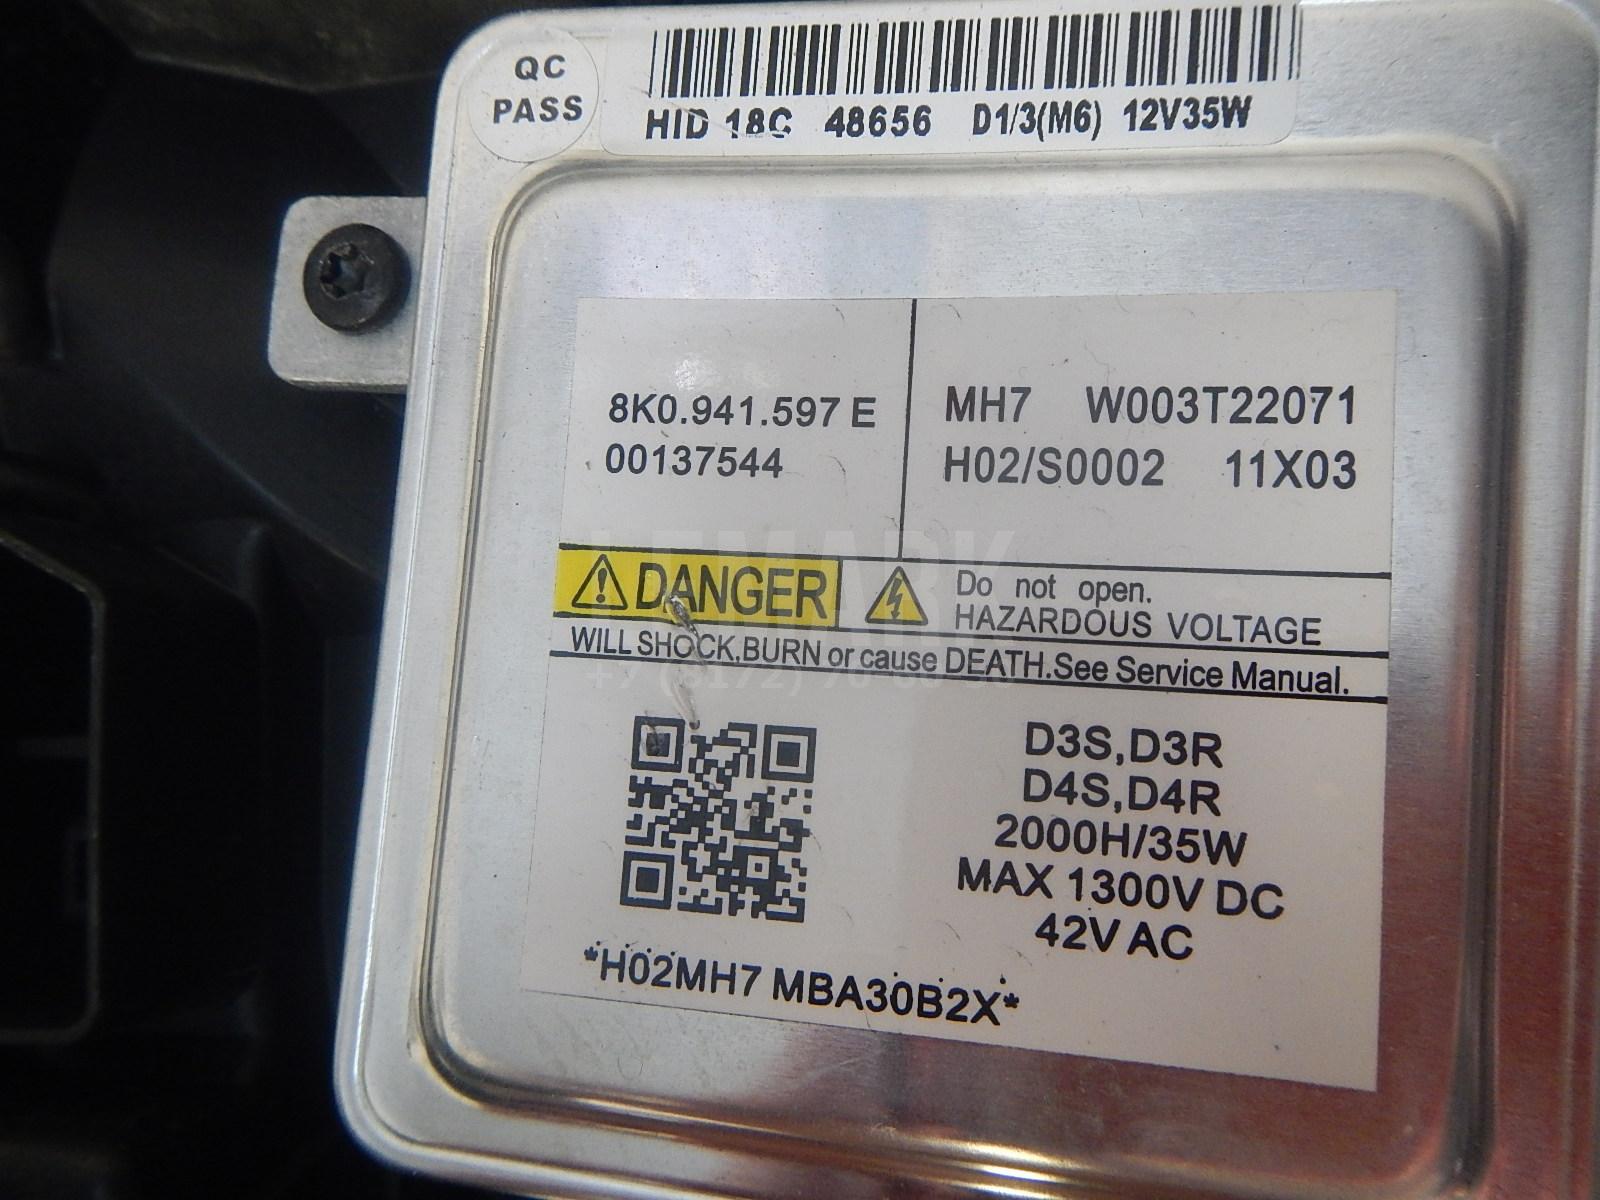 QC
PASS
HID 18C 48656 D1/3(M6) 12V35W
8K0.941.597 E
00137544
MH7 W003T22071
H02/S0002 11X03
DANGER
Do not open.
HAZARDOUS VOLTAGE
WILL SHOCK,BURN or cause DEATH.See Service Manual.
D3S,D3R
D4S,D4R
2000H/35W
MAX 1300V DC
42V AC
*H02MH7 MBA30B2X*
LEMARK